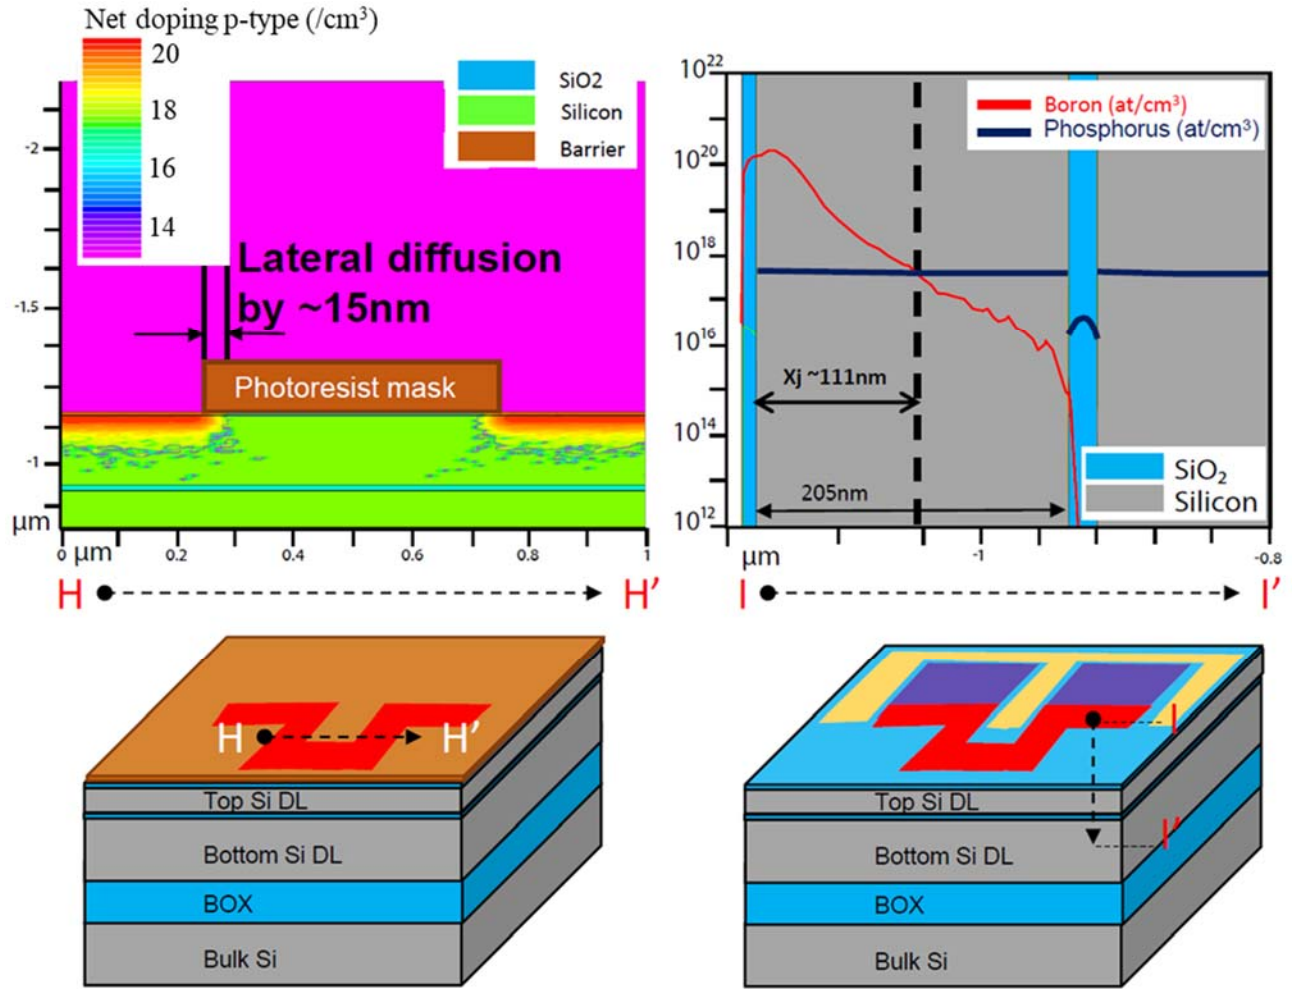 Net doping p-type (/cm³)
20
18
16
14
SiO2
Silicon
Barrier
-2
-1.5
-1
μm
Lateral diffusion
by ~15nm
Photoresist mask
0 μm 0.2 0.4 0.6 0.8 1
H H'
10²²
10²⁰
10¹⁸
10¹⁶
10¹⁴
10¹²
Boron (at/cm³)
Phosphorus (at/cm³)
Xj ~111nm
205nm
SiO₂
Silicon
μm -1 -0.8
I I'
H H'
Top Si DL
Bottom Si DL
BOX
Bulk Si
I
I'
Top Si DL
Bottom Si DL
BOX
Bulk Si